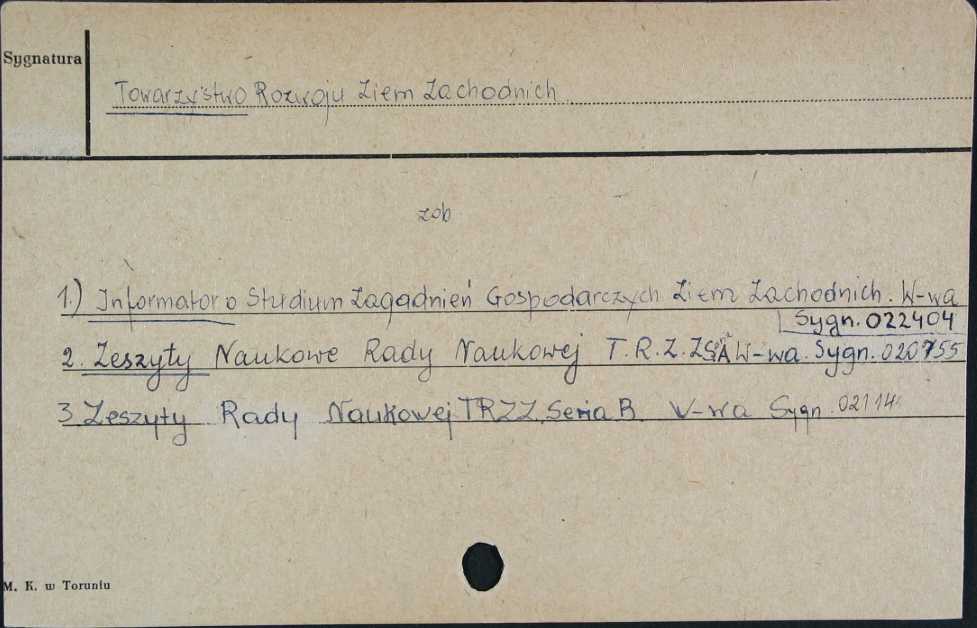 Sygnatura
Towarzystwo Rozwoju Ziem Zachodnich
zob
1.) Informator o Studium Zagadnień Gospodarczych Ziem Zachodnich. W-wa
Sygn. 022404
2. Zeszyty Naukowe Rady Naukowej T.R.Z.Z. W-wa. Sygn. 020755
3 Zeszyty Rady Naukowej TRZZ Seria B. W-wa Sygn.
M. K. w Toruniu